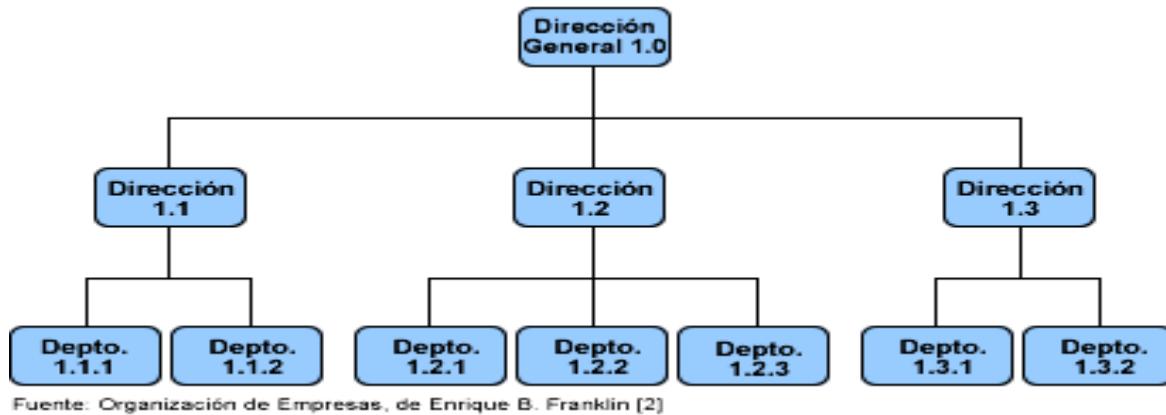 Dirección
General 1.0
Dirección
1.1
Dirección
1.2
Dirección
1.3
Depto.
1.1.1
Depto.
1.1.2
Depto.
1.2.1
Depto.
1.2.2
Depto.
1.2.3
Depto.
1.3.1
Depto.
1.3.2
Fuente: Organización de Empresas, de Enrique B. Franklin [2]